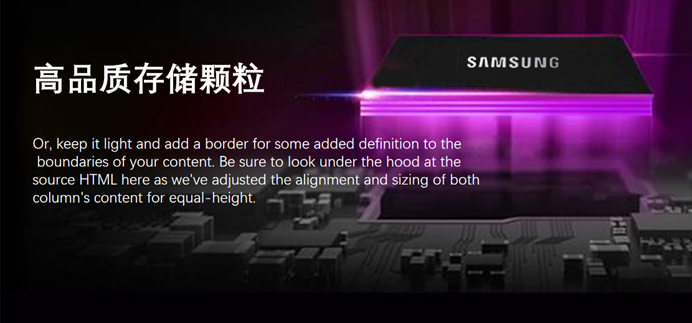 SAMSUNG
高品质存储颗粒
Or, keep it light and add a border for some added definition to the
boundaries of your content. Be sure to look under the hood at the
source HTML here as we've adjusted the alignment and sizing of both
column's content for equal-height.